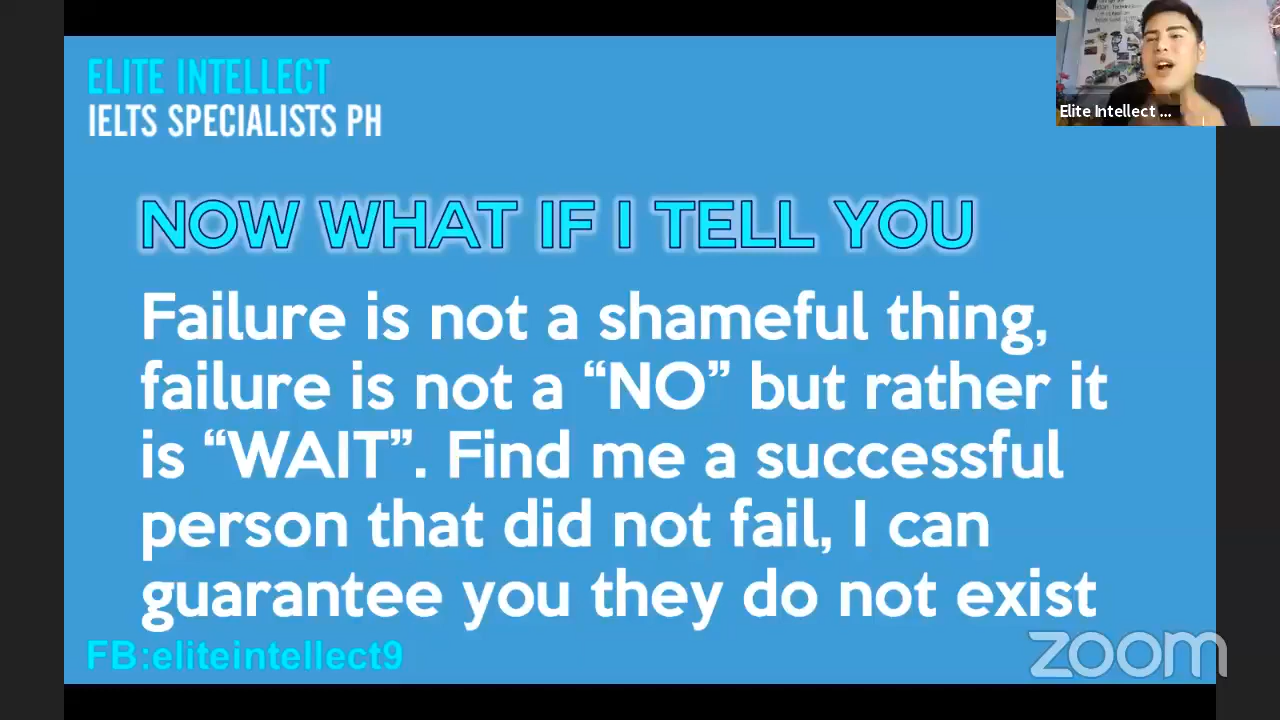 ELITE INTELLECT
IELTS SPECIALISTS PH
Elite Intellect ...
NOW WHAT IF I TELL YOU
Failure is not a shameful thing,
failure is not a “NO” but rather it
is “WAIT”. Find me a successful
person that did not fail, I can
guarantee you they do not exist
FB:eliteintellect9
zoom